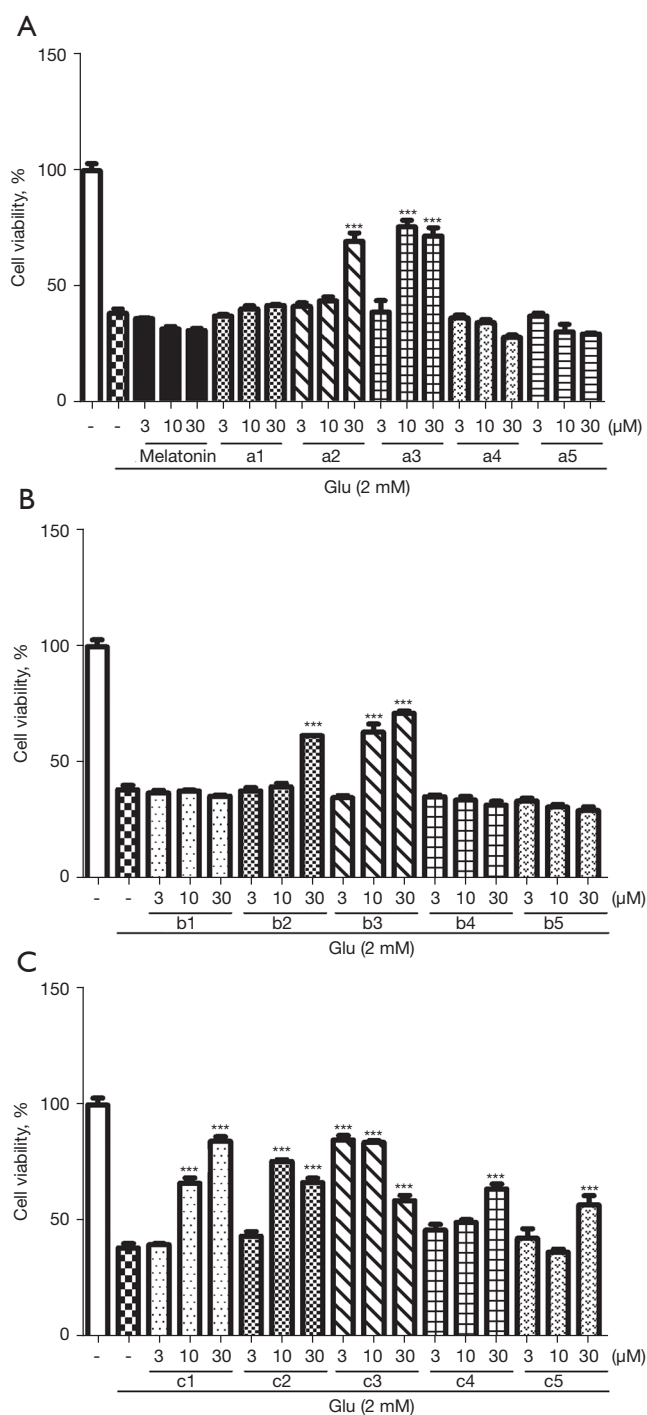 A
150
100
50
0
Cell viability, %
***
***
***
- - 3 10 30 3 10 30 3 10 30 3 10 30 3 10 30 3 10 30 (µM)
Melatonin a1 a2 a3 a4 a5
Glu (2 mM)
B
150
100
50
0
Cell viability, %
***
***
***
- - 3 10 30 3 10 30 3 10 30 3 10 30 3 10 30 (µM)
b1 b2 b3 b4 b5
Glu (2 mM)
C
150
100
50
0
Cell viability, %
***
***
***
***
***
***
***
***
***
- - 3 10 30 3 10 30 3 10 30 3 10 30 3 10 30 (µM)
c1 c2 c3 c4 c5
Glu (2 mM)